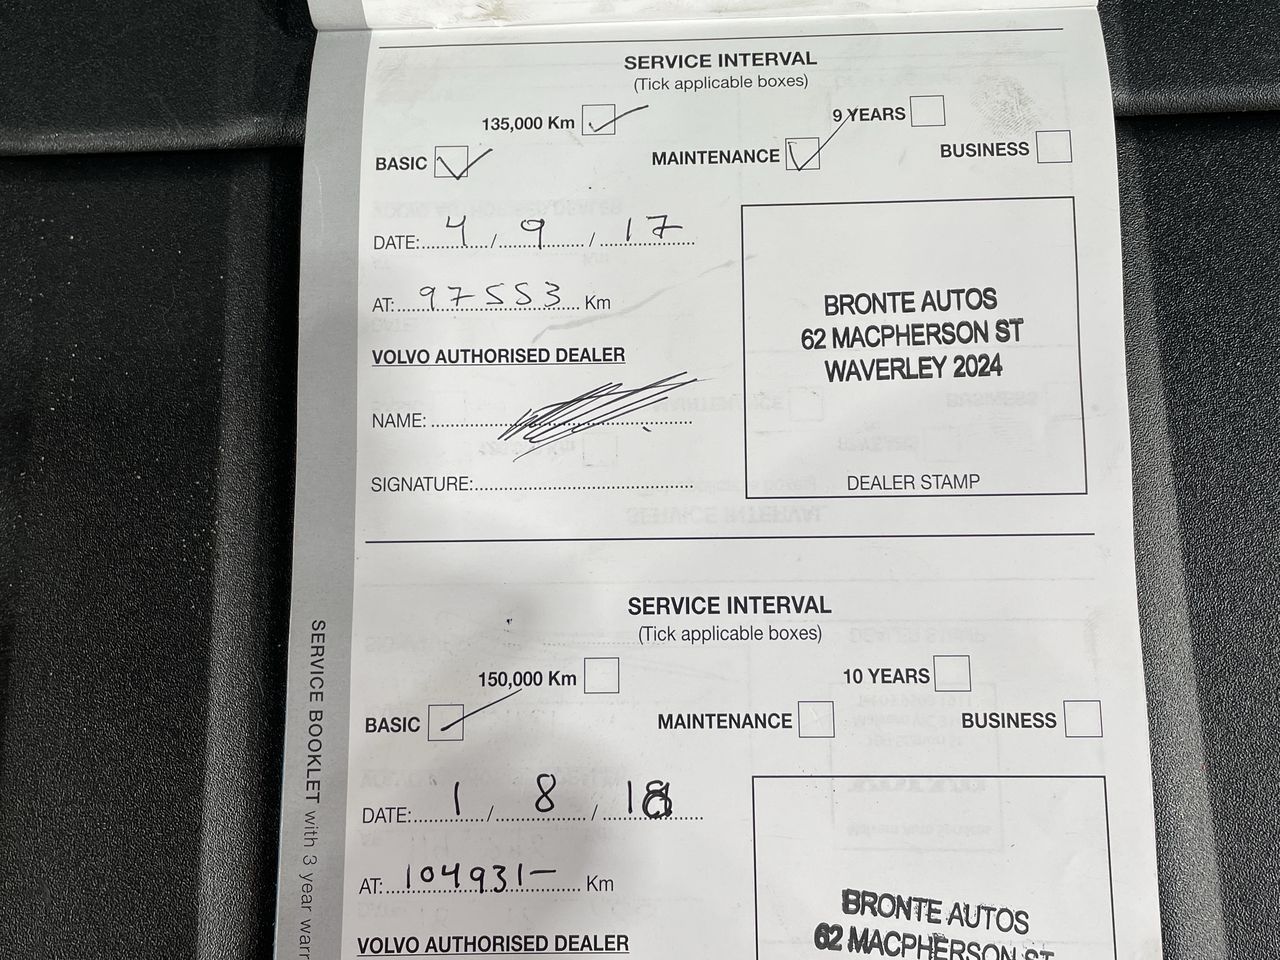 SERVICE INTERVAL
(Tick applicable boxes)
135,000 Km 9 YEARS
BASIC MAINTENANCE BUSINESS
DATE: 4 / 9 / 17
AT: 97553 Km
VOLVO AUTHORISED DEALER
NAME:
SIGNATURE:
BRONTE AUTOS
62 MACPHERSON ST
WAVERLEY 2024
DEALER STAMP
SERVICE INTERVAL
(Tick applicable boxes)
150,000 Km 10 YEARS
BASIC MAINTENANCE BUSINESS
DATE: 1 / 8 / 18
AT: 104931- Km
VOLVO AUTHORISED DEALER
BRONTE AUTOS
62 MACPHERSON ST
SERVICE BOOKLET with 3 year